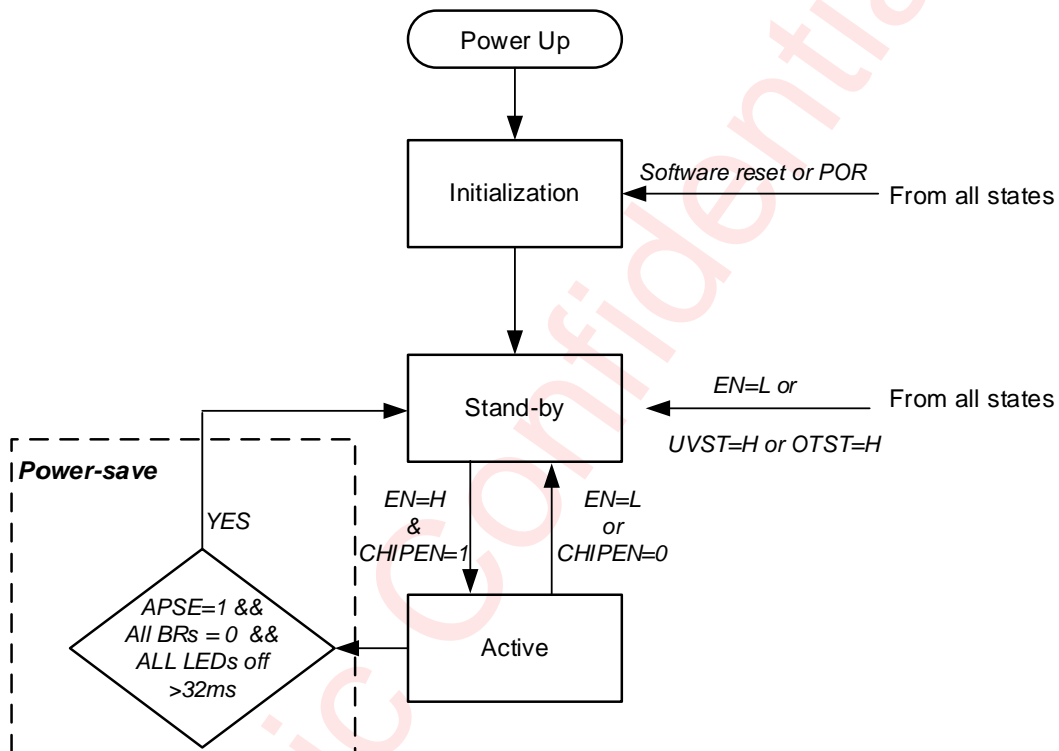 Power Up
Initialization
Software reset or POR
From all states
Stand-by
EN=L or
UVST=H or OTST=H
From all states
Power-save
YES
EN=H
&
CHIPEN=1
EN=L
or
CHIPEN=0
APSE=1 &&
All BRs = 0 &&
ALL LEDs off
>32ms
Active
ic Confidentia